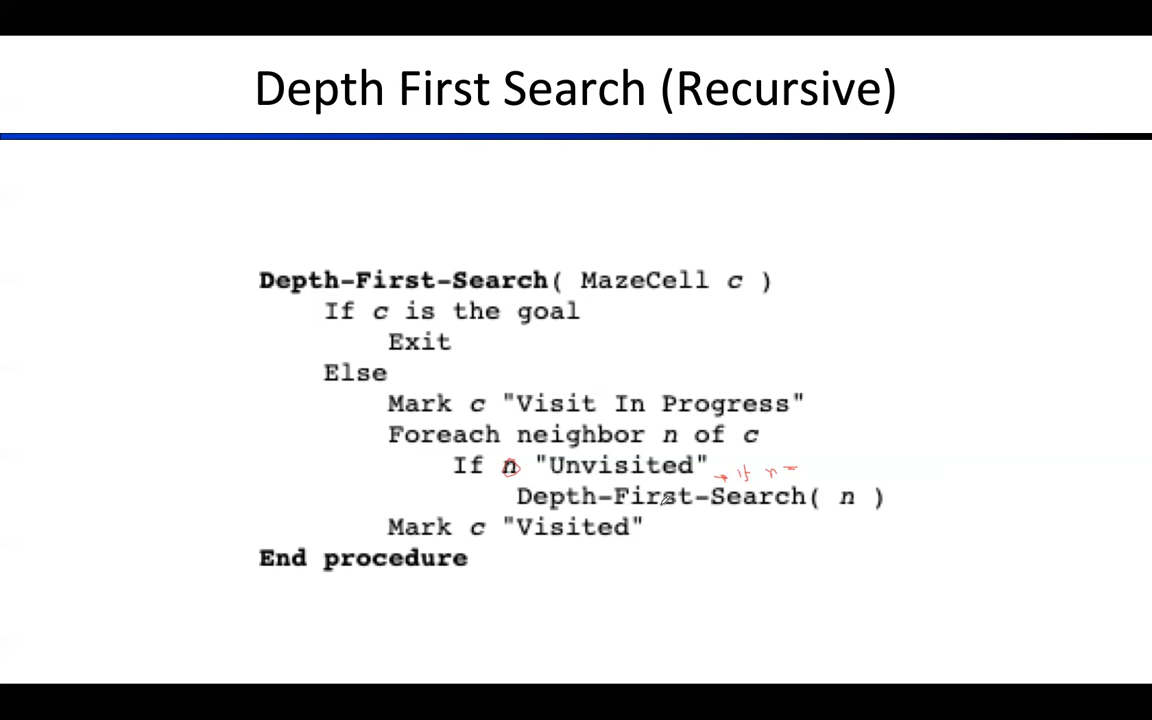 Depth First Search (Recursive)
Depth-First-Search( MazeCell c )
If c is the goal
Exit
Else
Mark c "Visit In Progress"
Foreach neighbor n of c
If n "Unvisited"
→ if n =
Depth-First-Search( n )
Mark c "Visited"
End procedure